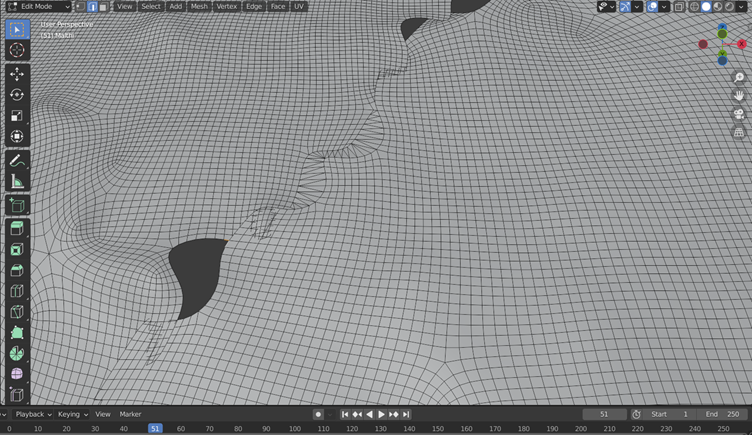 Edit Mode View Select Add Mesh Vertex Edge Face UV
User Perspective
Playback Keying View Marker 51 Start 1 End 250
0 10 20 30 40 51 60 70 80 90 100 110 120 130 140 150 160 170 180 190 200 210 220 230 240 250